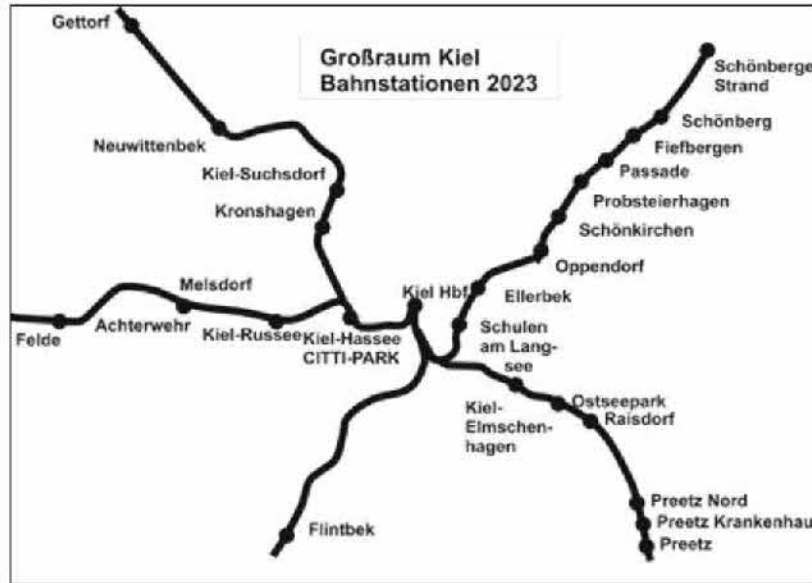 Gettorf
Großraum Kiel
Bahnstationen 2023
Schönberge
Strand
Neuwittenbek
Schönberg
Fiefbergen
Kiel-Suchsdorf
Passade
Kronshagen
Probsteierhagen
Schönkirchen
Oppendorf
Melsdorf
Kiel Hbf
Ellerbek
Felde
Achterwehr
Kiel-Russee
Kiel-Hassee
CITTI-PARK
Schulen
am Lang-
see
Kiel-
Elmschen-
hagen
Ostseepark
Raisdorf
Preetz Nord
Preetz Krankenhau
Preetz
Flintbek